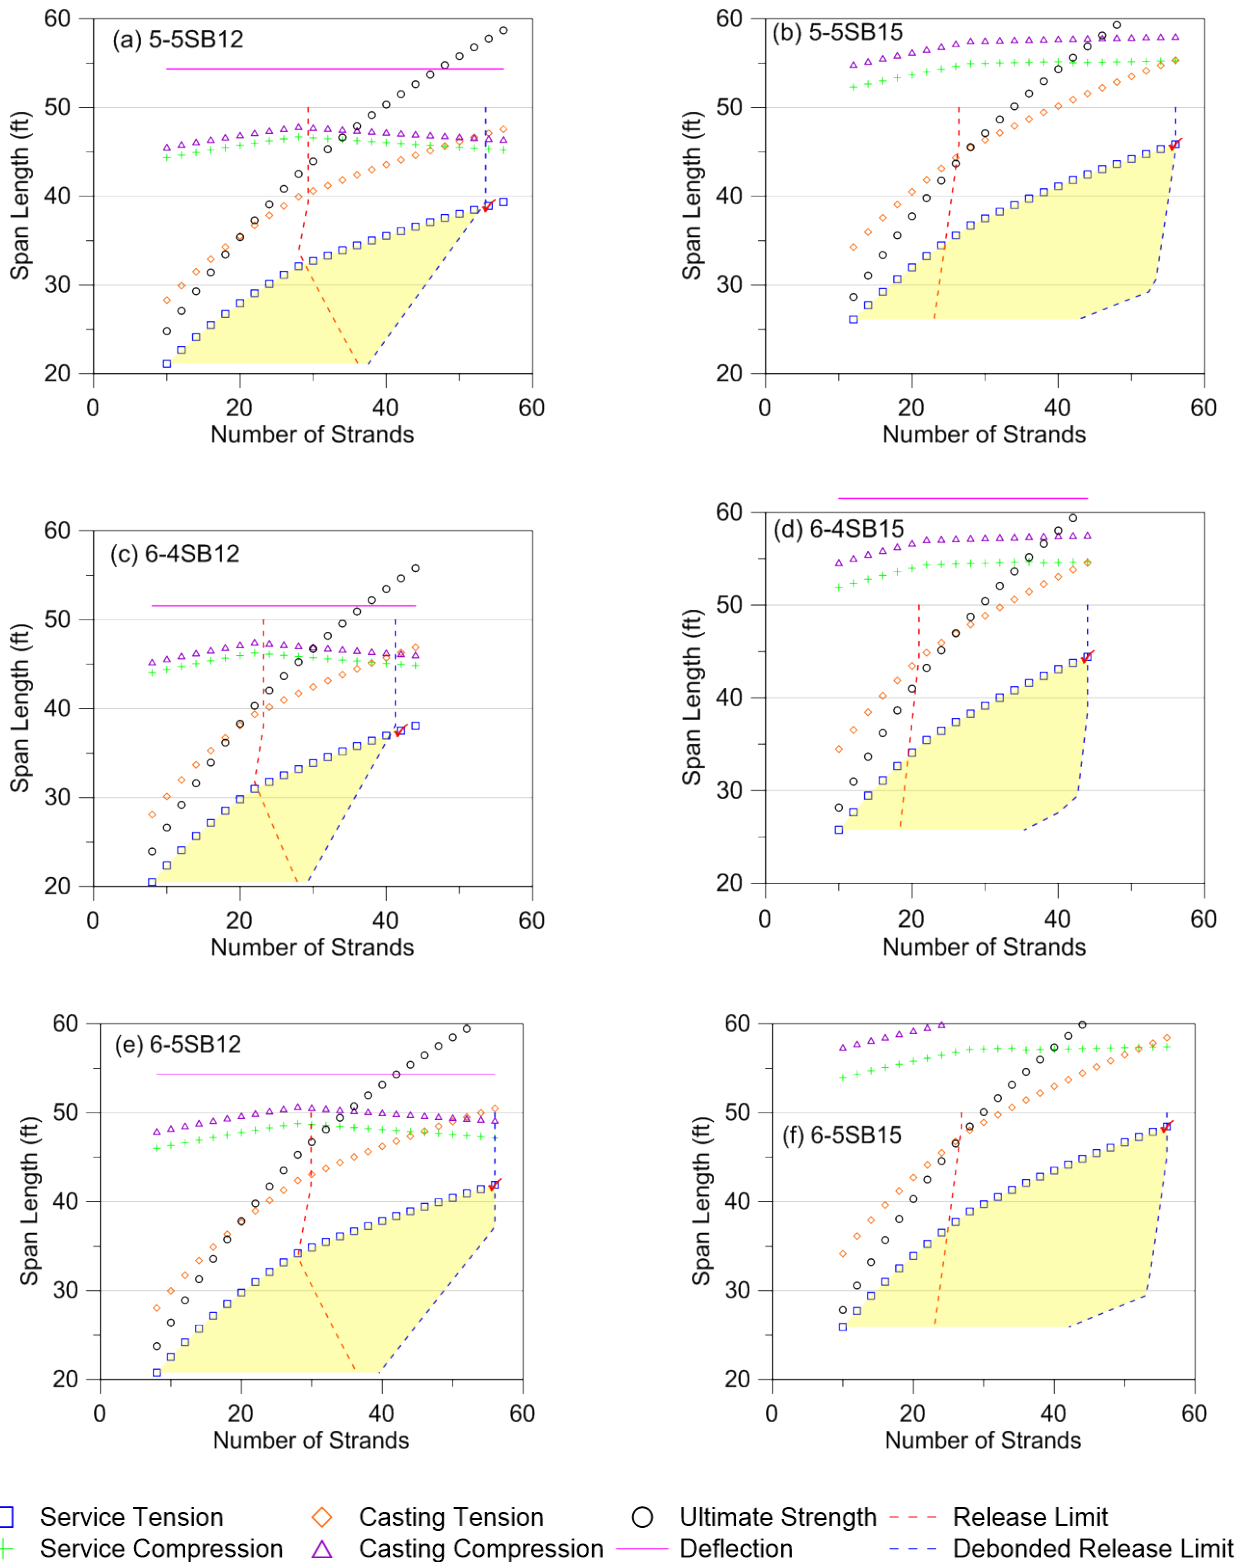 (a) 5-5SB12
60
50
40
30
20
0 20 40 60
Span Length (ft)
Number of Strands
(b) 5-5SB15
60
50
40
30
20
0 20 40 60
Span Length (ft)
Number of Strands
(c) 6-4SB12
60
50
40
30
20
0 20 40 60
Span Length (ft)
Number of Strands
(d) 6-4SB15
60
50
40
30
20
0 20 40 60
Span Length (ft)
Number of Strands
(e) 6-5SB12
60
50
40
30
20
0 20 40 60
Span Length (ft)
Number of Strands
(f) 6-5SB15
60
50
40
30
20
0 20 40 60
Span Length (ft)
Number of Strands
Service Tension Casting Tension Ultimate Strength Release Limit
Service Compression Casting Compression Deflection Debonded Release Limit